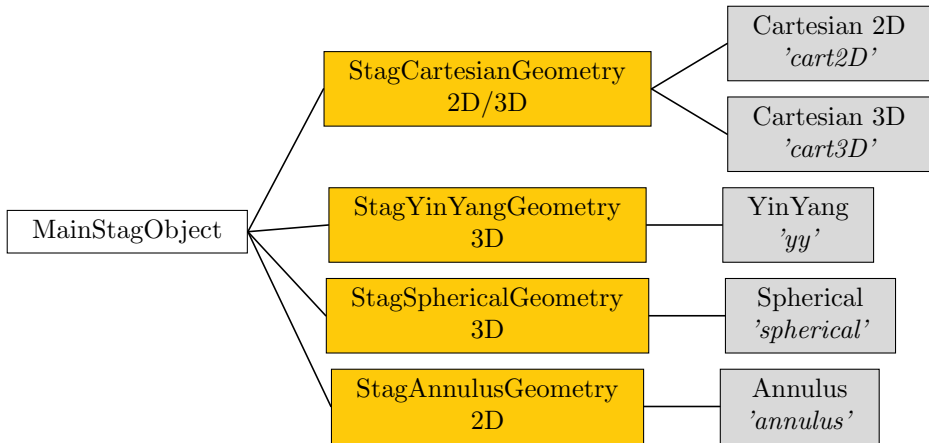 MainStagObject
StagCartesianGeometry
2D/3D
Cartesian 2D
’cart2D’
Cartesian 3D
’cart3D’
StagYinYangGeometry
3D
YinYang
’yy’
StagSphericalGeometry
3D
Spherical
’spherical’
StagAnnulusGeometry
2D
Annulus
’annulus’